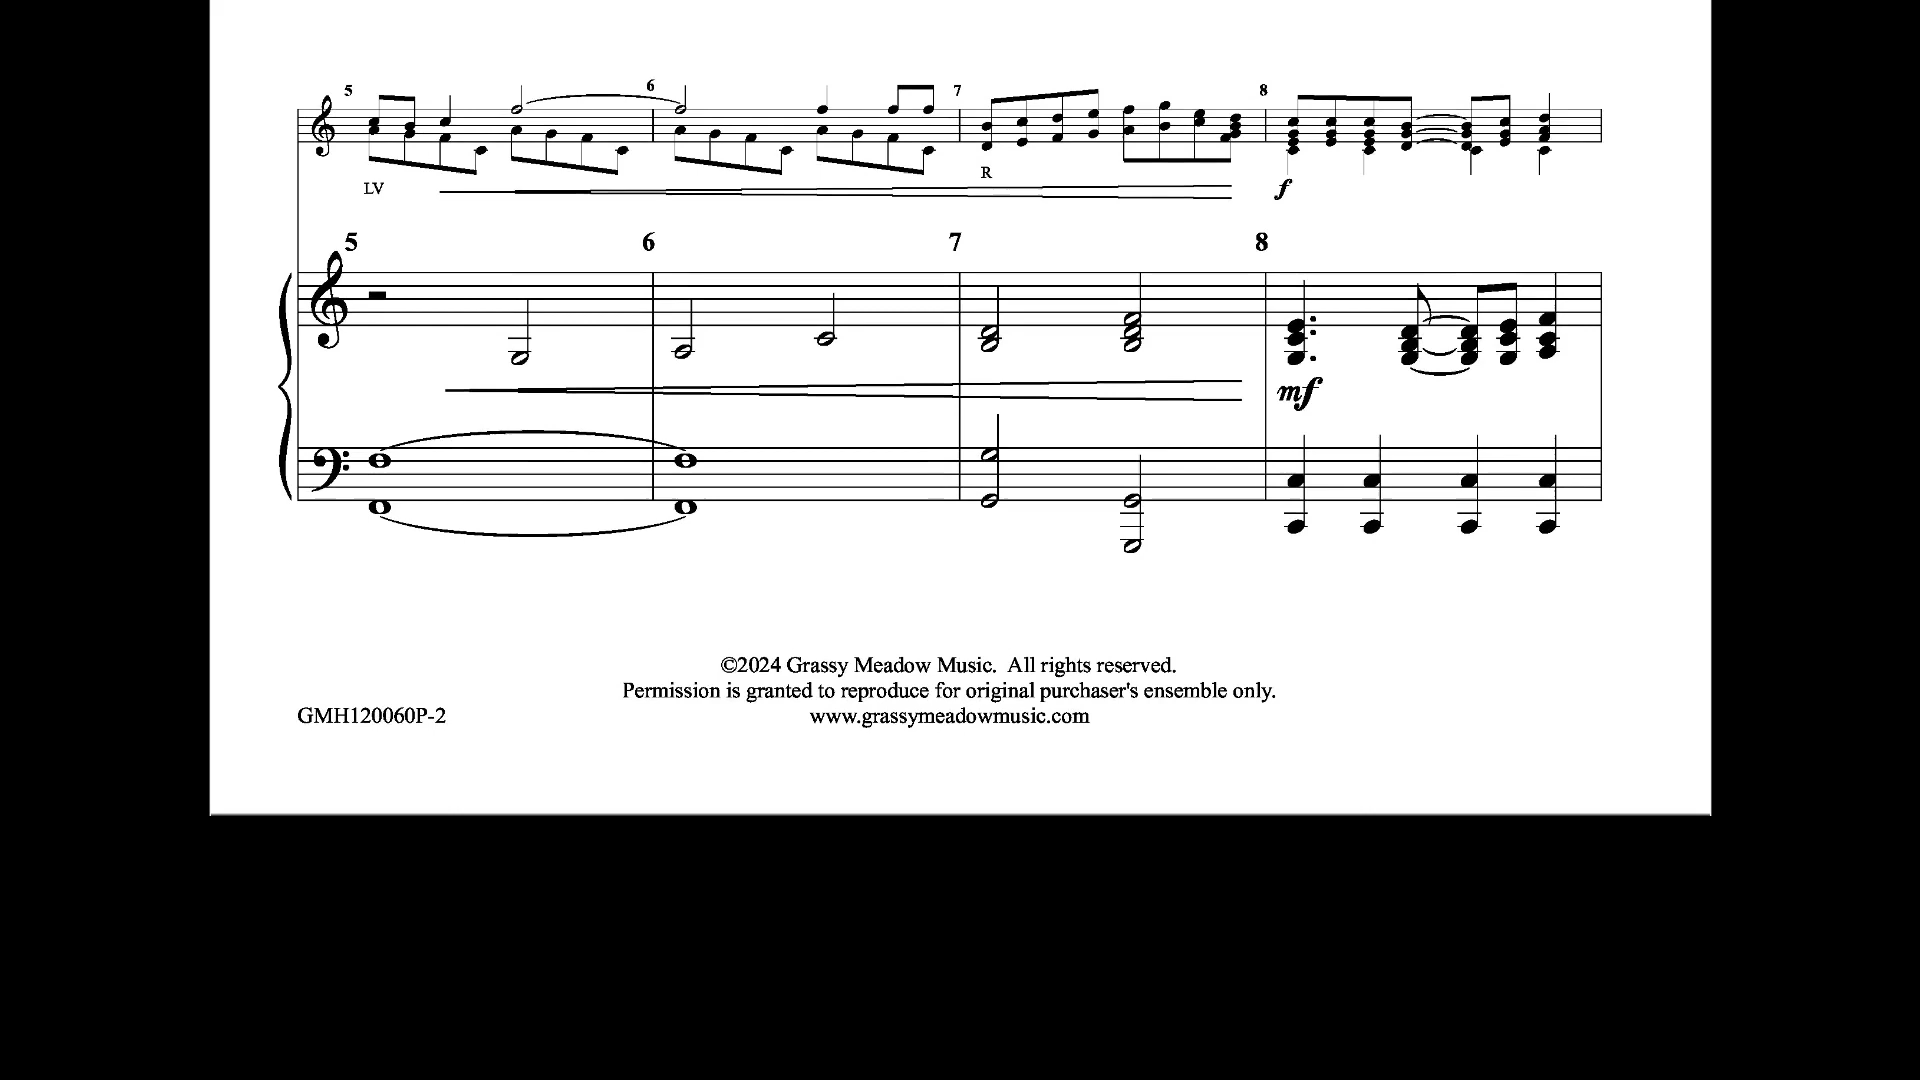 5 6 7 8
LV R f
5 6 7 8
mf
©2024 Grassy Meadow Music. All rights reserved.
Permission is granted to reproduce for original purchaser's ensemble only.
GMH120060P-2 www.grassymeadowmusic.com